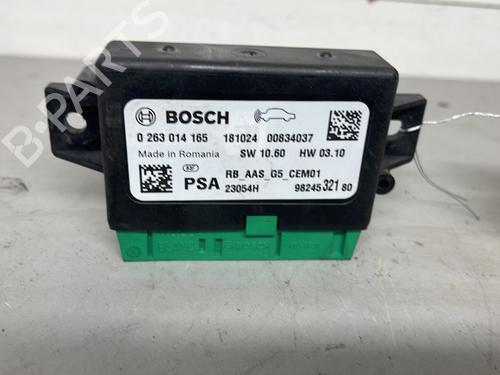 BOSCH
0 263 014 165 181024 00834037
Made in Romania SW 10.60 HW 03.10
PSA RB_AAS_G5_CEM01
23054H 98245 321 80
B-PARTS